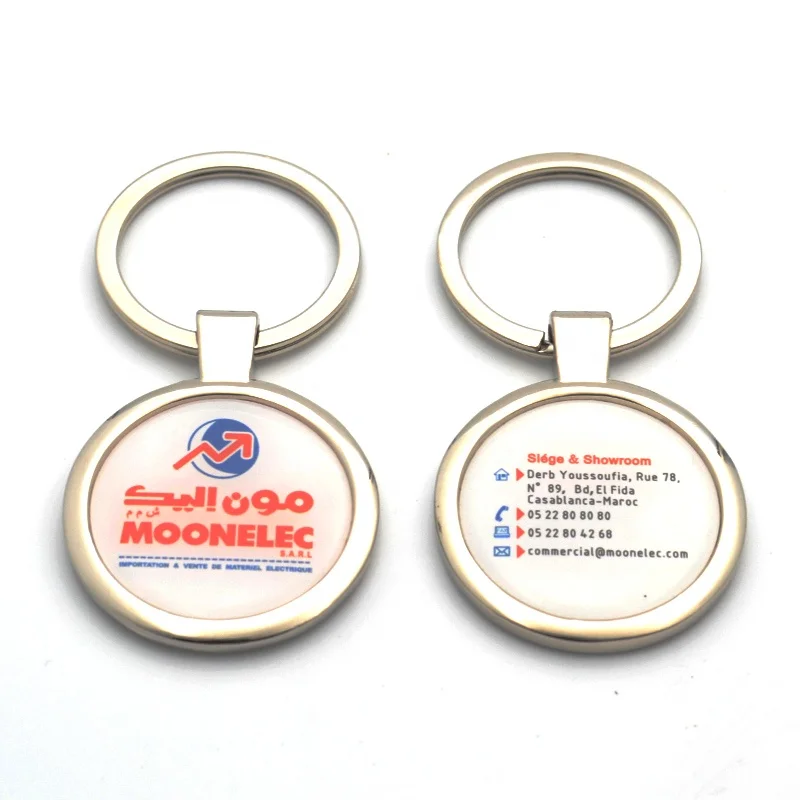 مون إليك
ش م م
MOONELEC
S.A.R.L
IMPORTATION & VENTE DE MATERIEL ELECTRIQUE
Siége & Showroom
Derb Youssoufia, Rue 78,
N° 89, Bd, El Fida
Casablanca-Maroc
05 22 80 80 80
05 22 80 42 68
commercial@moonelec.com